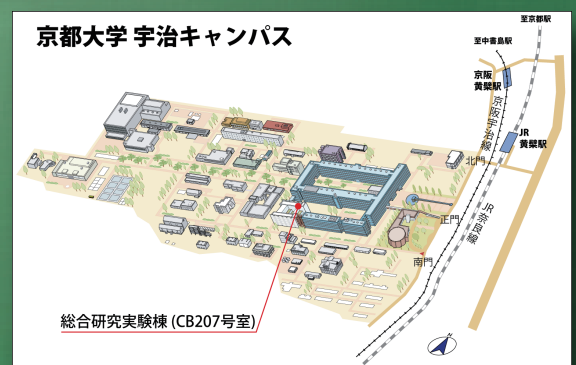 京都大学 宇治キャンパス
至京都駅
至中書島駅
京阪
黄檗駅
京阪宇治線
JR
黄檗駅
北門
JR奈良線
正門
南門
総合研究実験棟 (CB207号室)
N